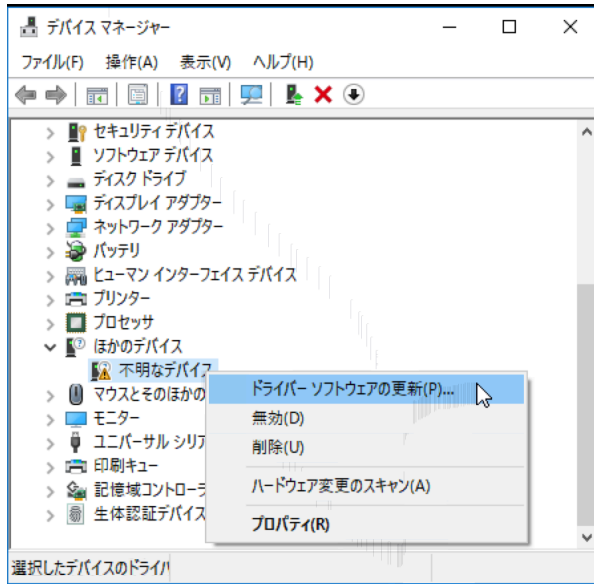 デバイス マネージャー
ファイル(F) 操作(A) 表示(V) ヘルプ(H)
セキュリティ デバイス
ソフトウェア デバイス
ディスク ドライブ
ディスプレイ アダプター
ネットワーク アダプター
バッテリ
ヒューマン インターフェイス デバイス
プリンター
プロセッサ
ほかのデバイス
不明なデバイス
マウスとそのほかの
モニター
ユニバーサル シリア
印刷キュー
記憶域コントローラ
生体認証デバイス
ドライバー ソフトウェアの更新(P)...
無効(D)
削除(U)
ハードウェア変更のスキャン(A)
プロパティ(R)
選択したデバイスのドライバ